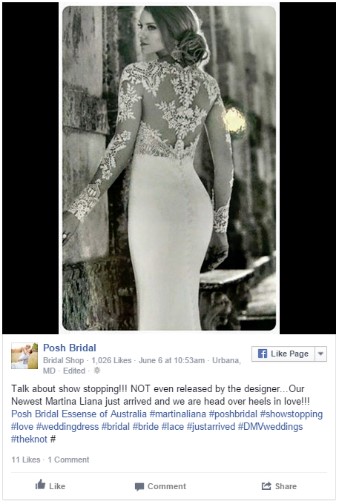 Posh Bridal
Like Page
Bridal Shop · 1,026 Likes · June 6 at 10:53am · Urbana,
MD · Edited ·
Talk about show stopping!!! NOT even released by the designer...Our
Newest Martina Liana just arrived and we are head over heels in love!!!
Posh Bridal Essense of Australia #martinaliana #poshbridal #showstopping
#love #weddingdress #bridal #bride #lace #justarrived #DMVweddings
#theknot #
11 Likes · 1 Comment
Like Comment Share